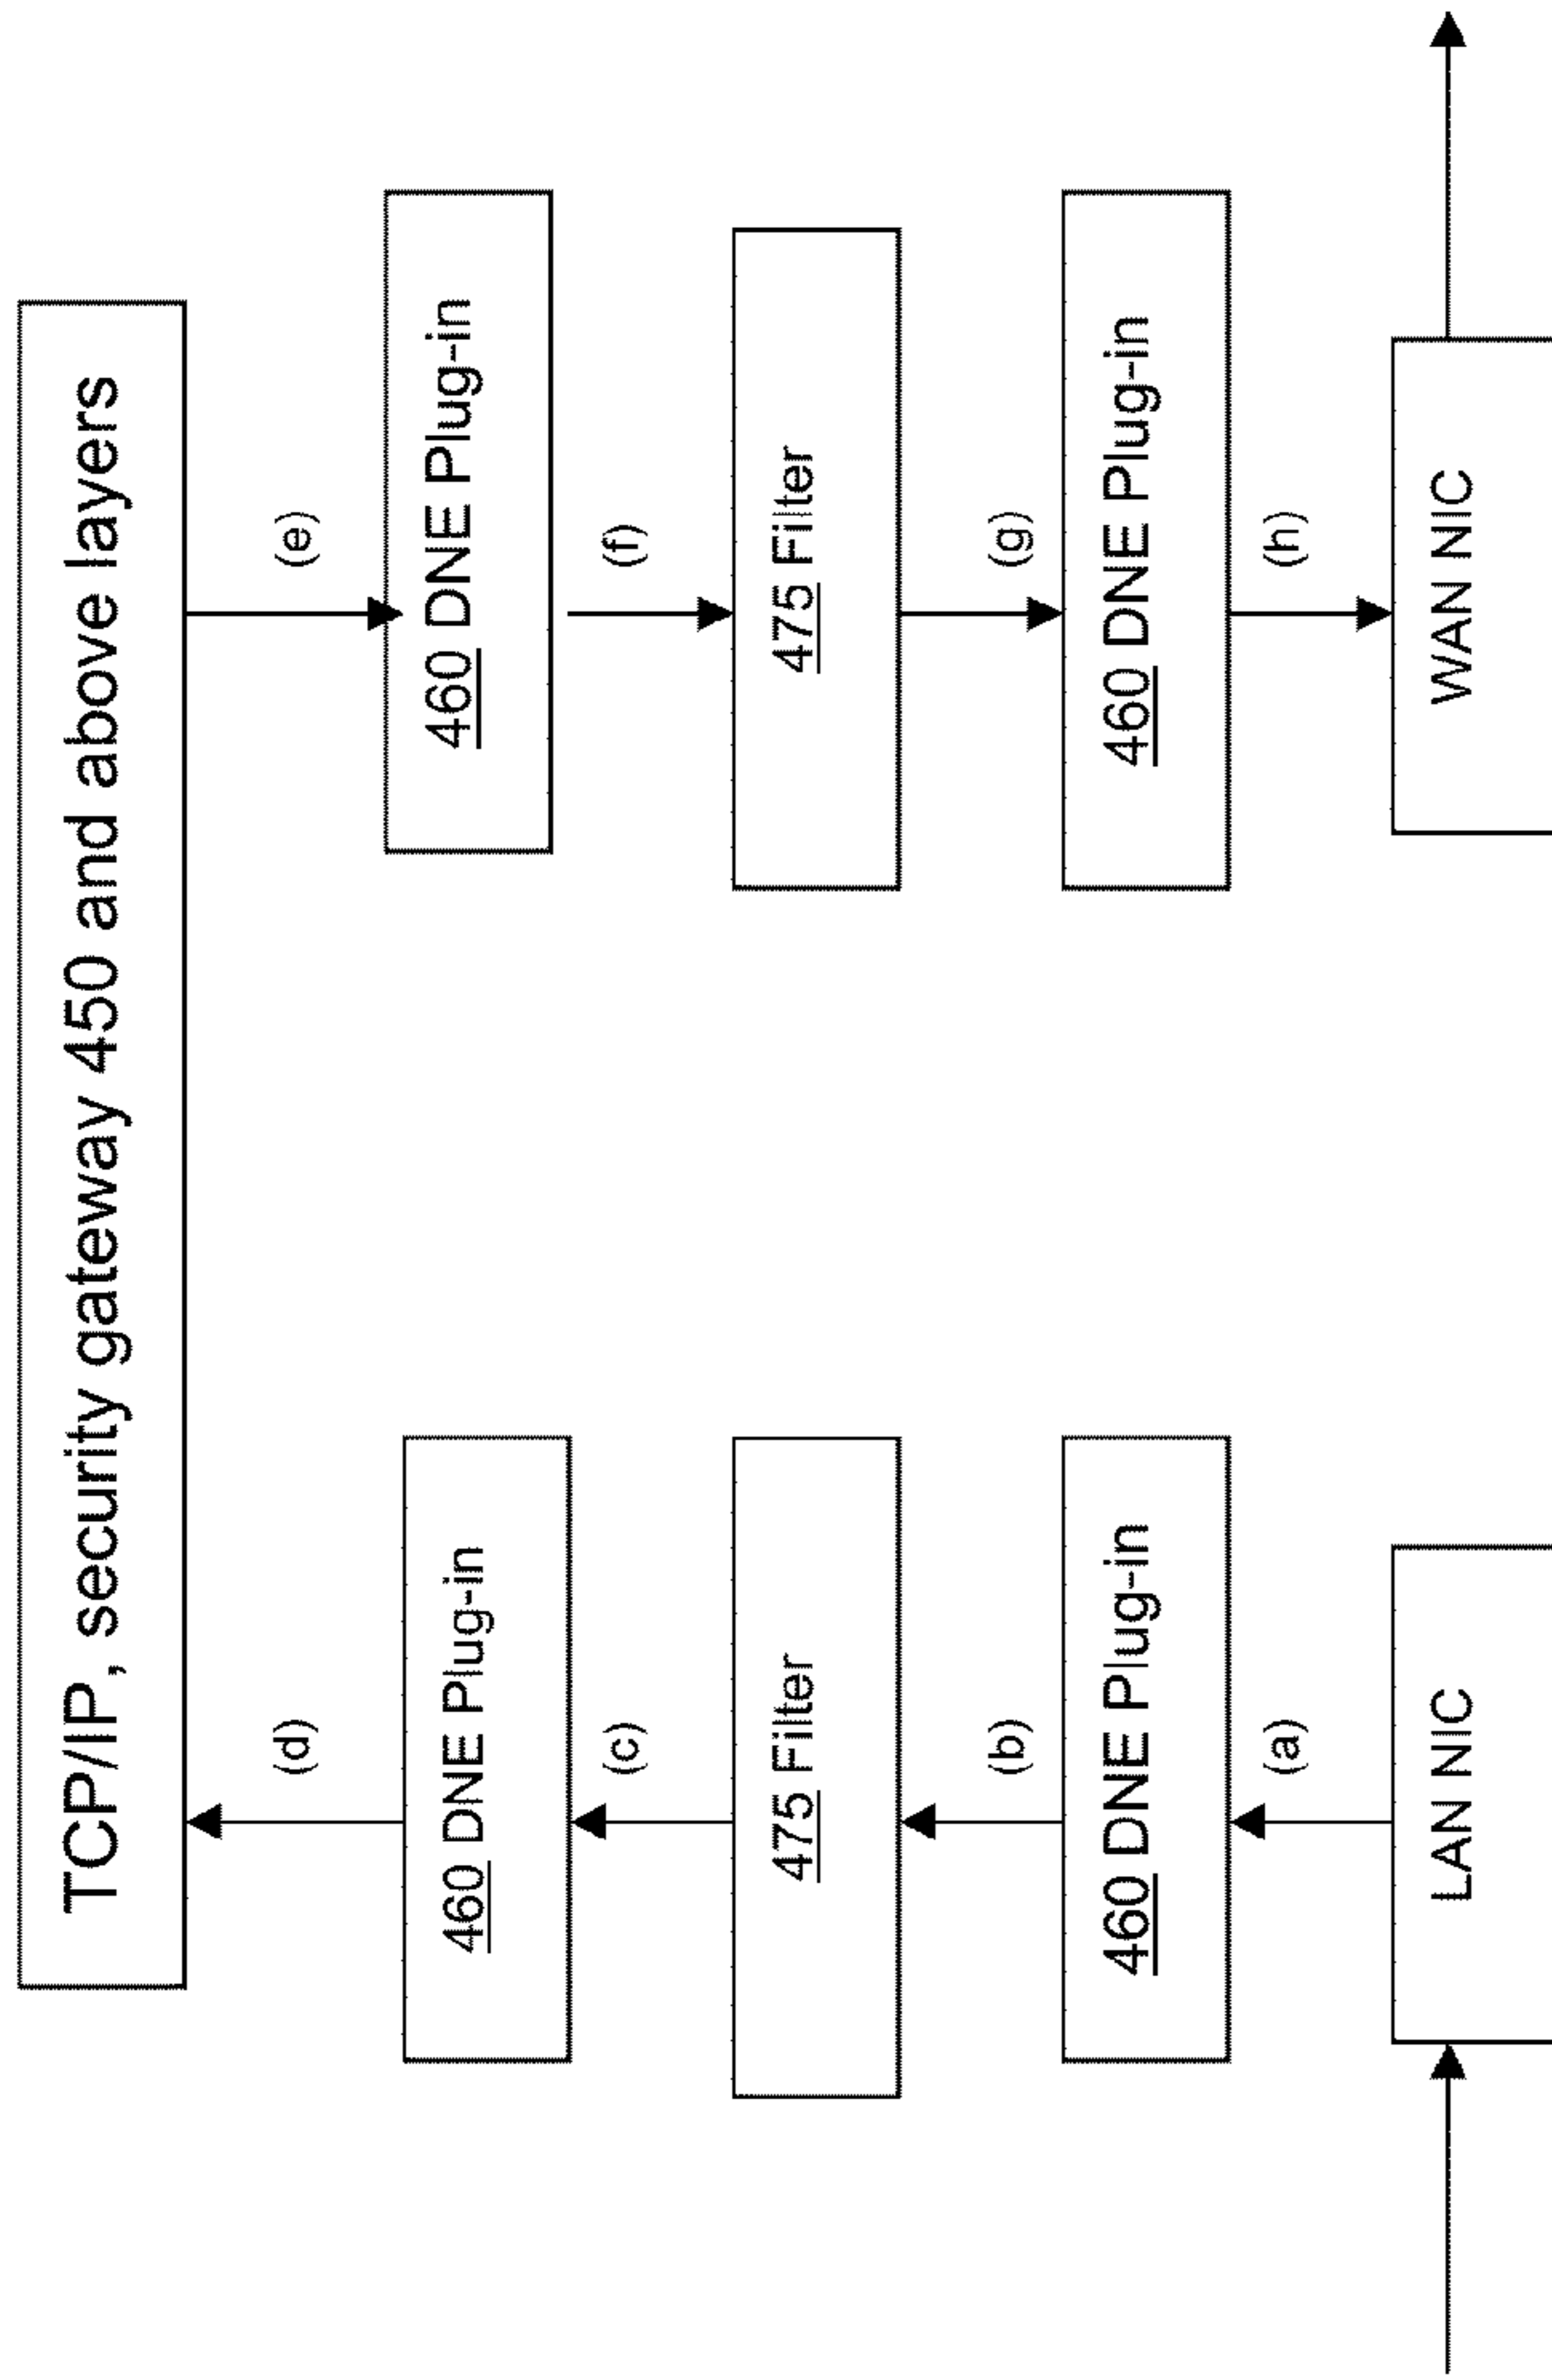 TCP/IP, security gateway 450 and above layers
(d)
(e)
460 DNE Plug-in
460 DNE Plug-in
(c)
(f)
475 Filter
475 Filter
(b)
(g)
460 DNE Plug-in
460 DNE Plug-in
(a)
(h)
LAN NIC
WAN NIC